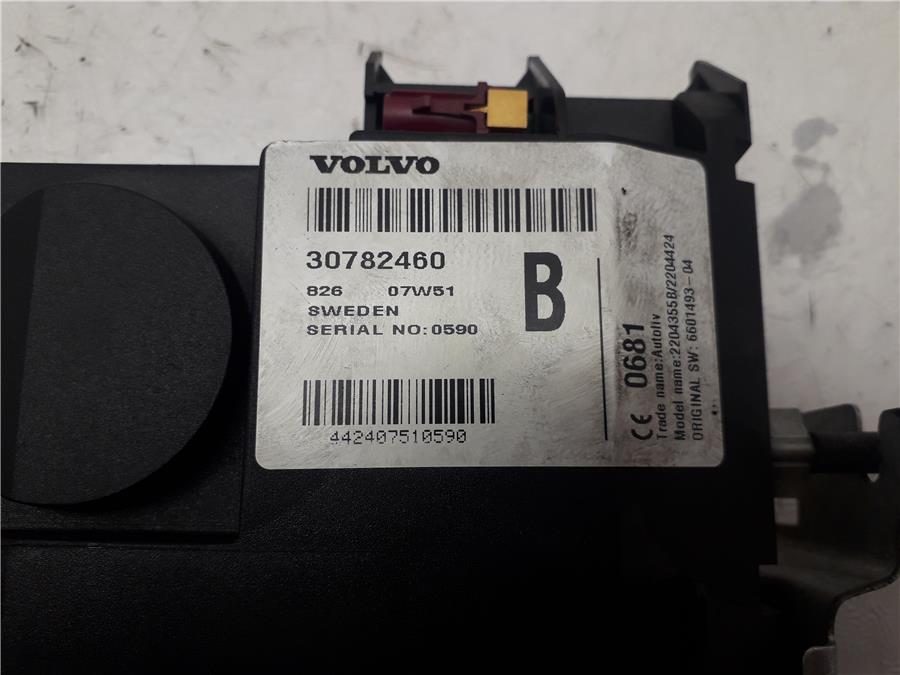 VOLVO
30782460
826 07W51
SWEDEN
SERIAL NO:0590
B
442407510590
CE 0681
Trade name:Autoliv
Model name:2204355B/2204424
ORIGINAL SW: 6601493-04